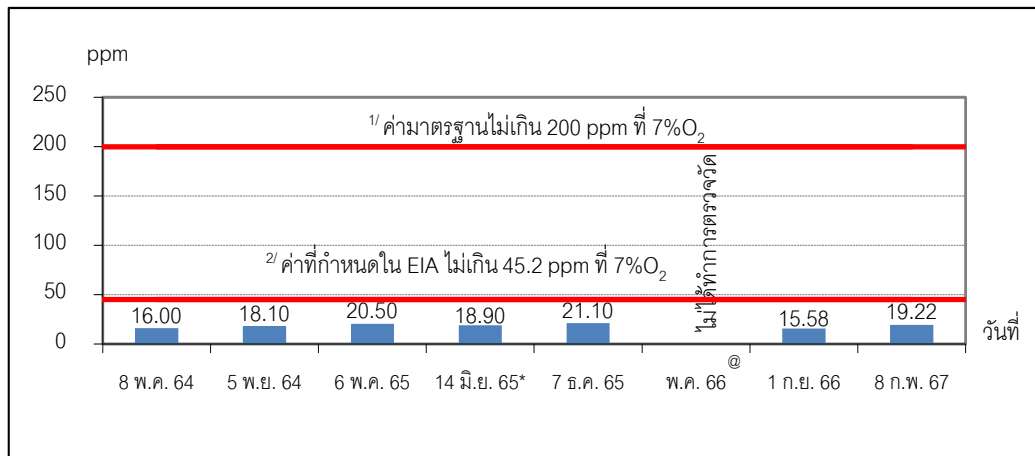 ppm
250
1/ ค่ามาตรฐานไม่เกิน 200 ppm ที่ 7%O2
200
ไม่ได้ทำการตรวจวัด
150
100
2/ ค่าที่กำหนดใน EIA ไม่เกิน 45.2 ppm ที่ 7%O2
50
16.00 18.10 20.50 18.90 21.10 15.58 19.22
0
วันที่
8 พ.ค. 64 5 พ.ย. 64 6 พ.ค. 65 14 มิ.ย. 65* 7 ธ.ค. 65 พ.ค. 66 @ 1 ก.ย. 66 8 ก.พ. 67